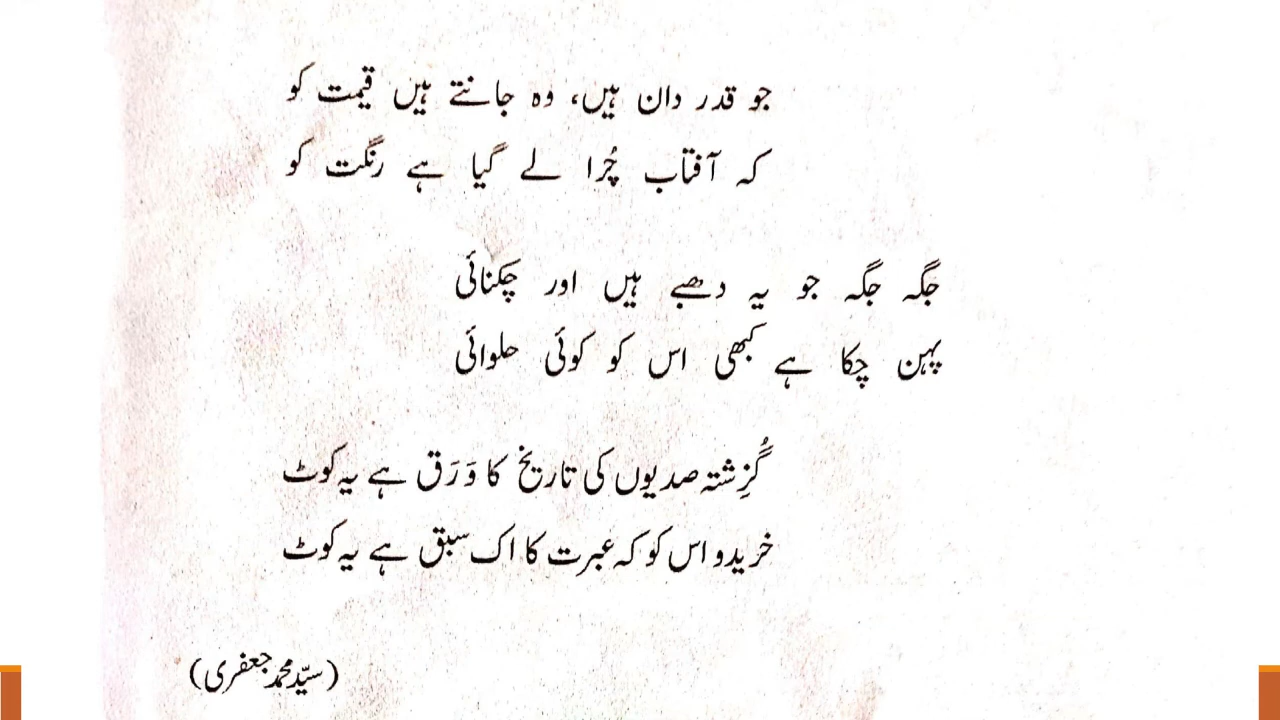 جو قدر دان ہیں، وہ جانتے ہیں قیمت کو
کہ آفتاب چُرا لے گیا ہے رنگت کو
جگہ جگہ جو یہ دھبے ہیں اور چکنائی
پہن چکا ہے کبھی اس کو کوئی حلوائی
گُزِشتہ صدیوں کی تاریخ کا وَرَق ہے یہ کوٹ
خریدو اس کو کہ عبرت کا اک سبق ہے یہ کوٹ
(سیّد محمد جعفری)